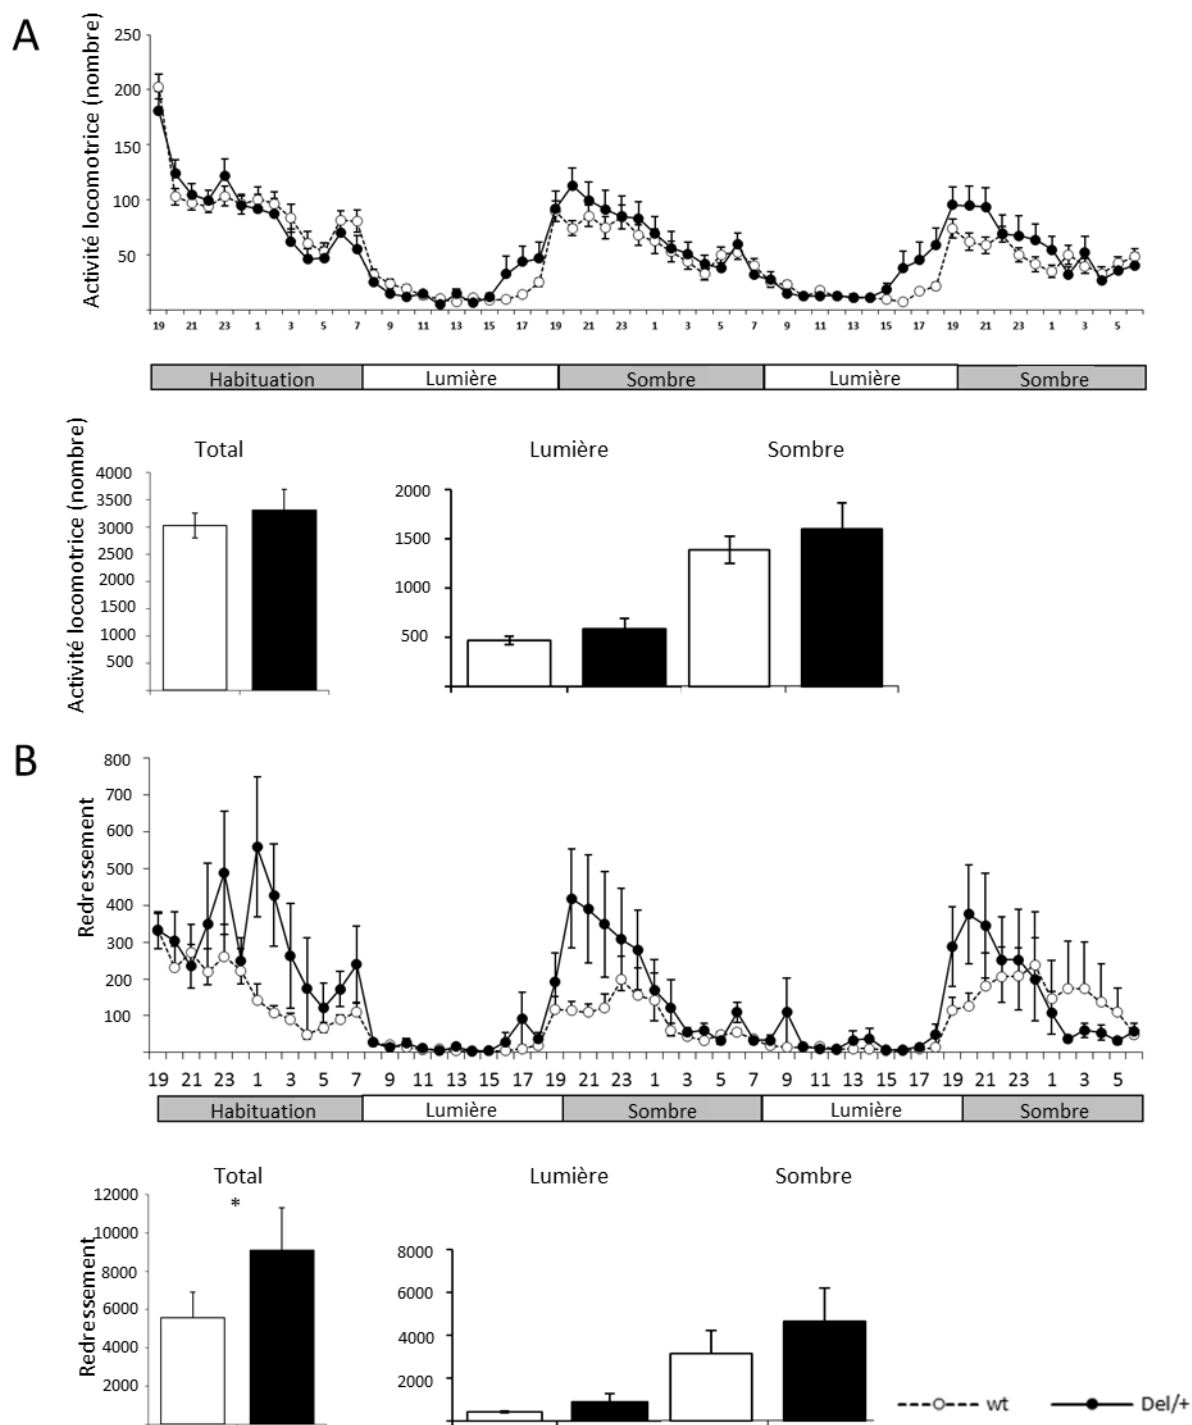 A
Activité locomotrice (nombre)
250
200
150
100
50
19 21 23 1 3 5 7 9 11 13 15 17 19 21 23 1 3 5 7 9 11 13 15 17 19 21 23 1 3 5
Habituation Lumière Sombre Lumière Sombre
Total Lumière Sombre
Activité locomotrice (nombre)
4000
3500
3000
2500
2000
1500
1000
500
2000
1500
1000
500
B
Redressement
800
700
600
500
400
300
200
100
19 21 23 1 3 5 7 9 11 13 15 17 19 21 23 1 3 5 7 9 11 13 15 17 19 21 23 1 3 5
Habituation Lumière Sombre Lumière Sombre
Total Lumière Sombre
Redressement
12000
10000
8000
6000
4000
2000
*
8000
6000
4000
2000
wt Del/+